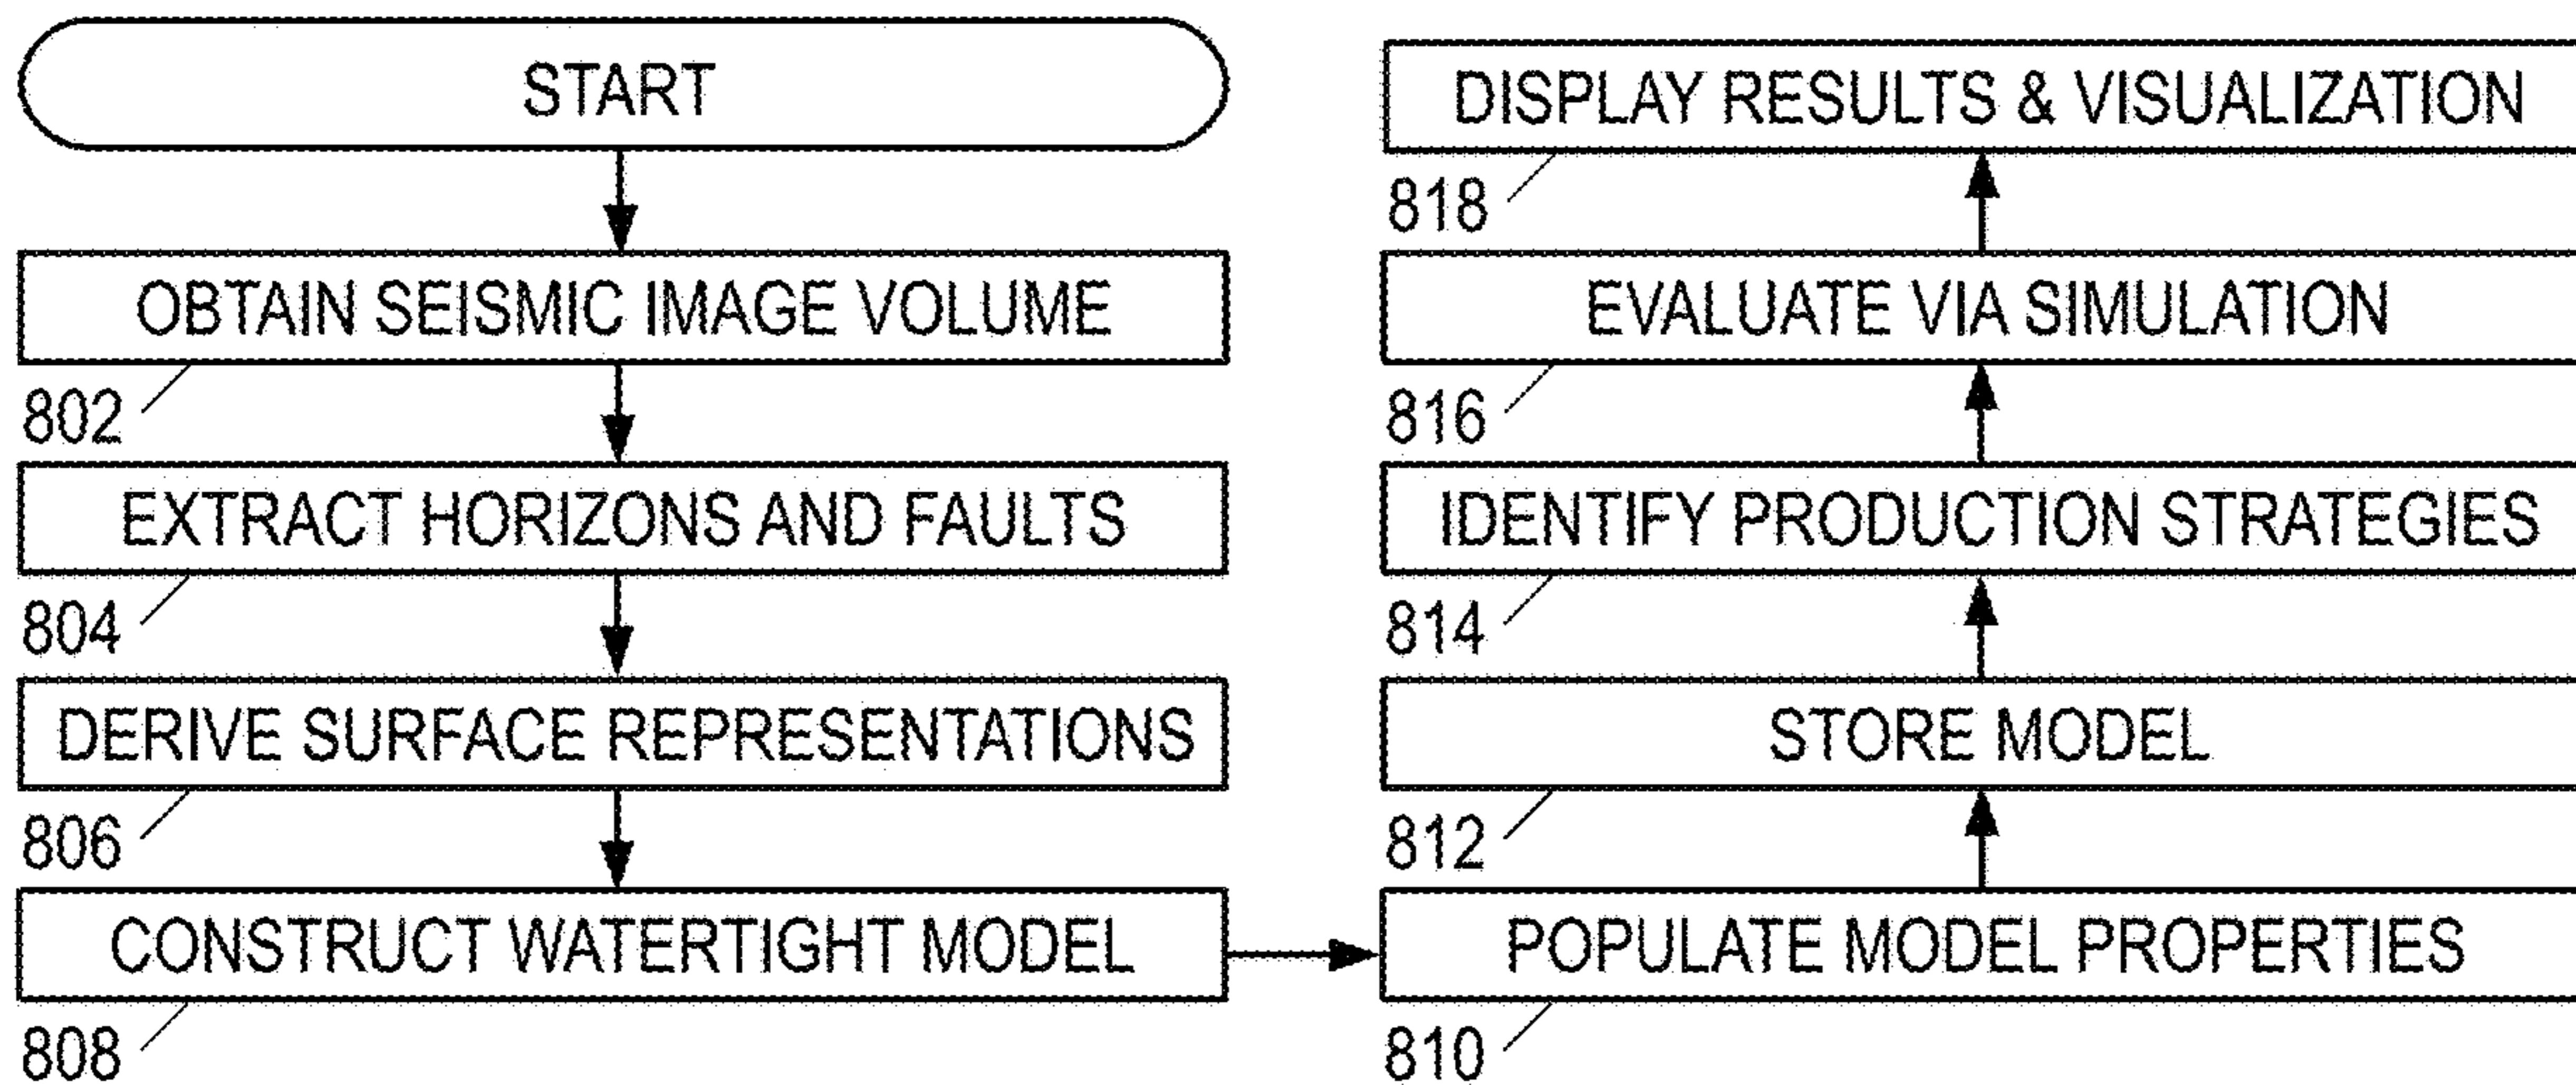 START
OBTAIN SEISMIC IMAGE VOLUME
802
EXTRACT HORIZONS AND FAULTS
804
DERIVE SURFACE REPRESENTATIONS
806
CONSTRUCT WATERTIGHT MODEL
808
POPULATE MODEL PROPERTIES
810
STORE MODEL
812
IDENTIFY PRODUCTION STRATEGIES
814
EVALUATE VIA SIMULATION
816
DISPLAY RESULTS & VISUALIZATION
818